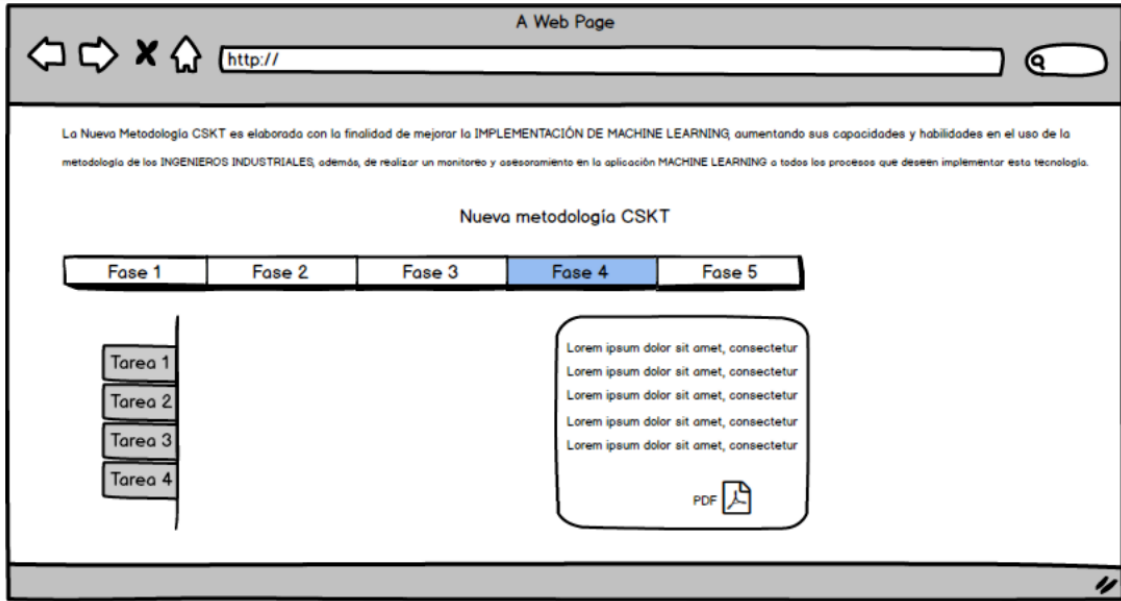 A Web Page
http://
La Nueva Metodología CSKT es elaborada con la finalidad de mejorar la IMPLEMENTACIÓN DE MACHINE LEARNING, aumentando sus capacidades y habilidades en el uso de la
metodología de los INGENIEROS INDUSTRIALES, además, de realizar un monitoreo y asesoramiento en la aplicación MACHINE LEARNING a todos los procesos que deseen implementar esta tecnología.
Nueva metodología CSKT
Fase 1 Fase 2 Fase 3 Fase 4 Fase 5
Tarea 1
Tarea 2
Tarea 3
Tarea 4
Lorem ipsum dolor sit amet, consectetur
Lorem ipsum dolor sit amet, consectetur
Lorem ipsum dolor sit amet, consectetur
Lorem ipsum dolor sit amet, consectetur
Lorem ipsum dolor sit amet, consectetur
PDF